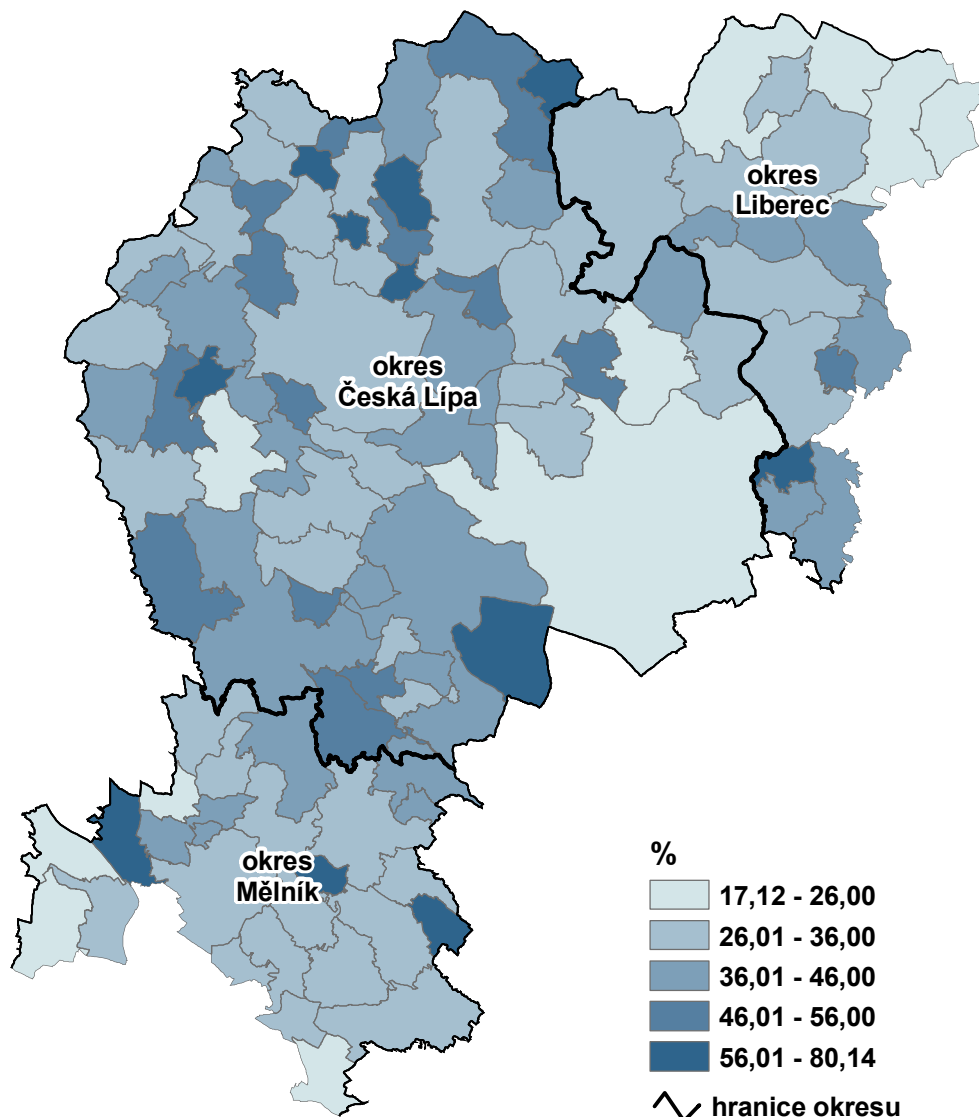 okres
Liberec
okres
Česká Lípa
okres
Mělník
%
17,12 - 26,00
26,01 - 36,00
36,01 - 46,00
46,01 - 56,00
56,01 - 80,14
hranice okresu